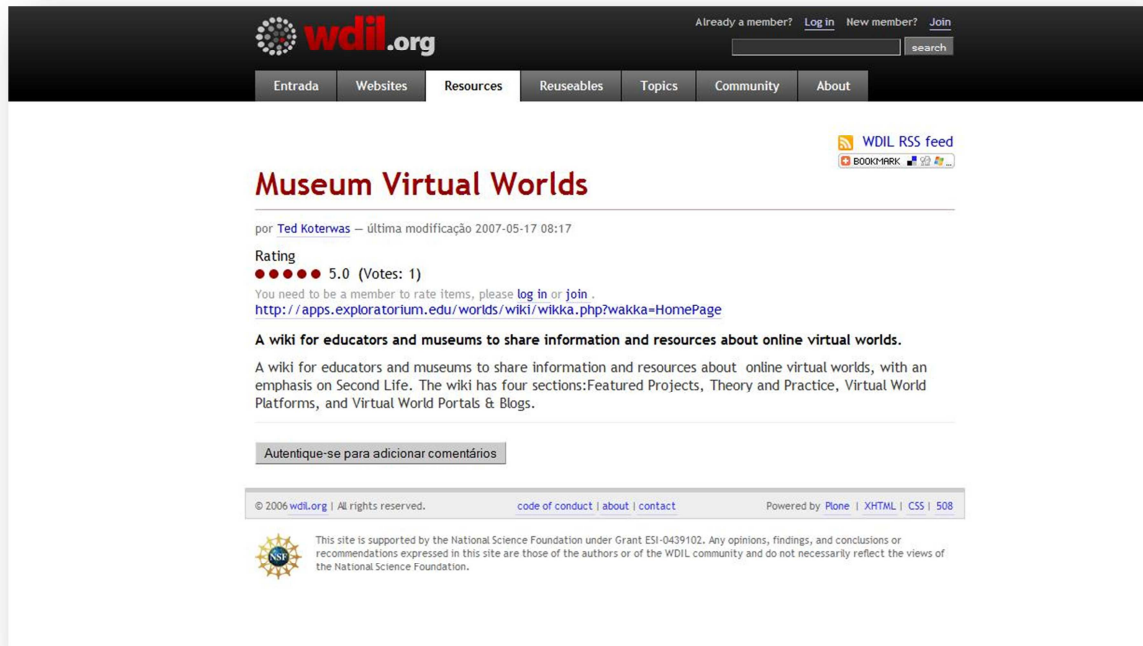 wdil.org
Already a member? Log in New member? Join
search
Entrada Websites Resources Reuseables Topics Community About
WDIL RSS feed
BOOKMARK
Museum Virtual Worlds
por Ted Koterwas — última modificação 2007-05-17 08:17
Rating
5.0 (Votes: 1)
You need to be a member to rate items, please log in or join .
http://apps.exploratorium.edu/worlds/wiki/wikka.php?wakka=HomePage
A wiki for educators and museums to share information and resources about online virtual worlds.
A wiki for educators and museums to share information and resources about online virtual worlds, with an
emphasis on Second Life. The wiki has four sections:Featured Projects, Theory and Practice, Virtual World
Platforms, and Virtual World Portals & Blogs.
Autentique-se para adicionar comentários
© 2006 wdil.org | All rights reserved. code of conduct | about | contact Powered by Plone | XHTML | CSS | 508
NSF
This site is supported by the National Science Foundation under Grant ESI-0439102. Any opinions, findings, and conclusions or
recommendations expressed in this site are those of the authors or of the WDIL community and do not necessarily reflect the views of
the National Science Foundation.